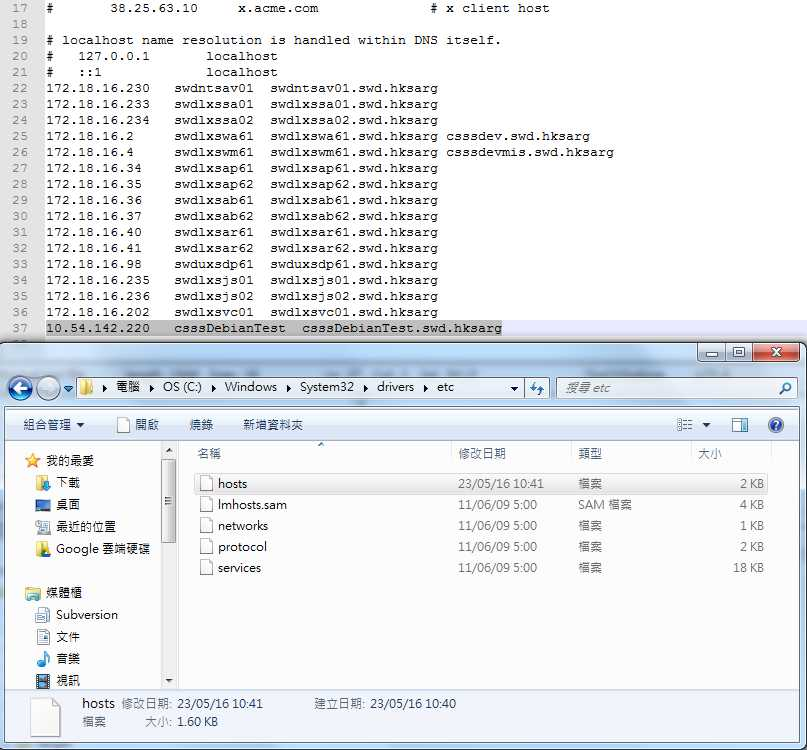 17 #       38.25.63.10     x.acme.com              # x client host
18
19 # localhost name resolution is handled within DNS itself.
20 #   127.0.0.1       localhost
21 #   ::1             localhost
22 172.18.16.230   swdntsav01  swdntsav01.swd.hksarg
23 172.18.16.233   swdlxssa01  swdlxssa01.swd.hksarg
24 172.18.16.234   swdlxssa02  swdlxssa02.swd.hksarg
25 172.18.16.2     swdlxswa61  swdlxswa61.swd.hksarg csssdev.swd.hksarg
26 172.18.16.4     swdlxswm61  swdlxswm61.swd.hksarg csssdevmis.swd.hksarg
27 172.18.16.34    swdlxsap61  swdlxsap61.swd.hksarg
28 172.18.16.35    swdlxsap62  swdlxsap62.swd.hksarg
29 172.18.16.36    swdlxsab61  swdlxsab61.swd.hksarg
30 172.18.16.37    swdlxsab62  swdlxsab62.swd.hksarg
31 172.18.16.40    swdlxsar61  swdlxsar61.swd.hksarg
32 172.18.16.41    swdlxsar62  swdlxsar62.swd.hksarg
33 172.18.16.98    swduxsdp61  swduxsdp61.swd.hksarg
34 172.18.16.235   swdlxsjs01  swdlxsjs01.swd.hksarg
35 172.18.16.236   swdlxsjs02  swdlxsjs02.swd.hksarg
36 172.18.16.202   swdlxsvc01  swdlxsvc01.swd.hksarg
37 10.54.142.220   csssDebianTest  csssDebianTest.swd.hksarg
電腦 OS (C:) Windows System32 drivers etc 搜尋 etc
組合管理 開啟 燒錄 新增資料夾
名稱 修改日期 類型 大小
我的最愛
下載
桌面
最近的位置
Google 雲端硬碟
媒體櫃
Subversion
文件
音樂
視訊
hosts 23/05/16 10:41 檔案 2 KB
lmhosts.sam 11/06/09 5:00 SAM 檔案 4 KB
networks 11/06/09 5:00 檔案 1 KB
protocol 11/06/09 5:00 檔案 2 KB
services 11/06/09 5:00 檔案 18 KB
hosts 修改日期: 23/05/16 10:41 建立日期: 23/05/16 10:40
檔案 大小: 1.60 KB